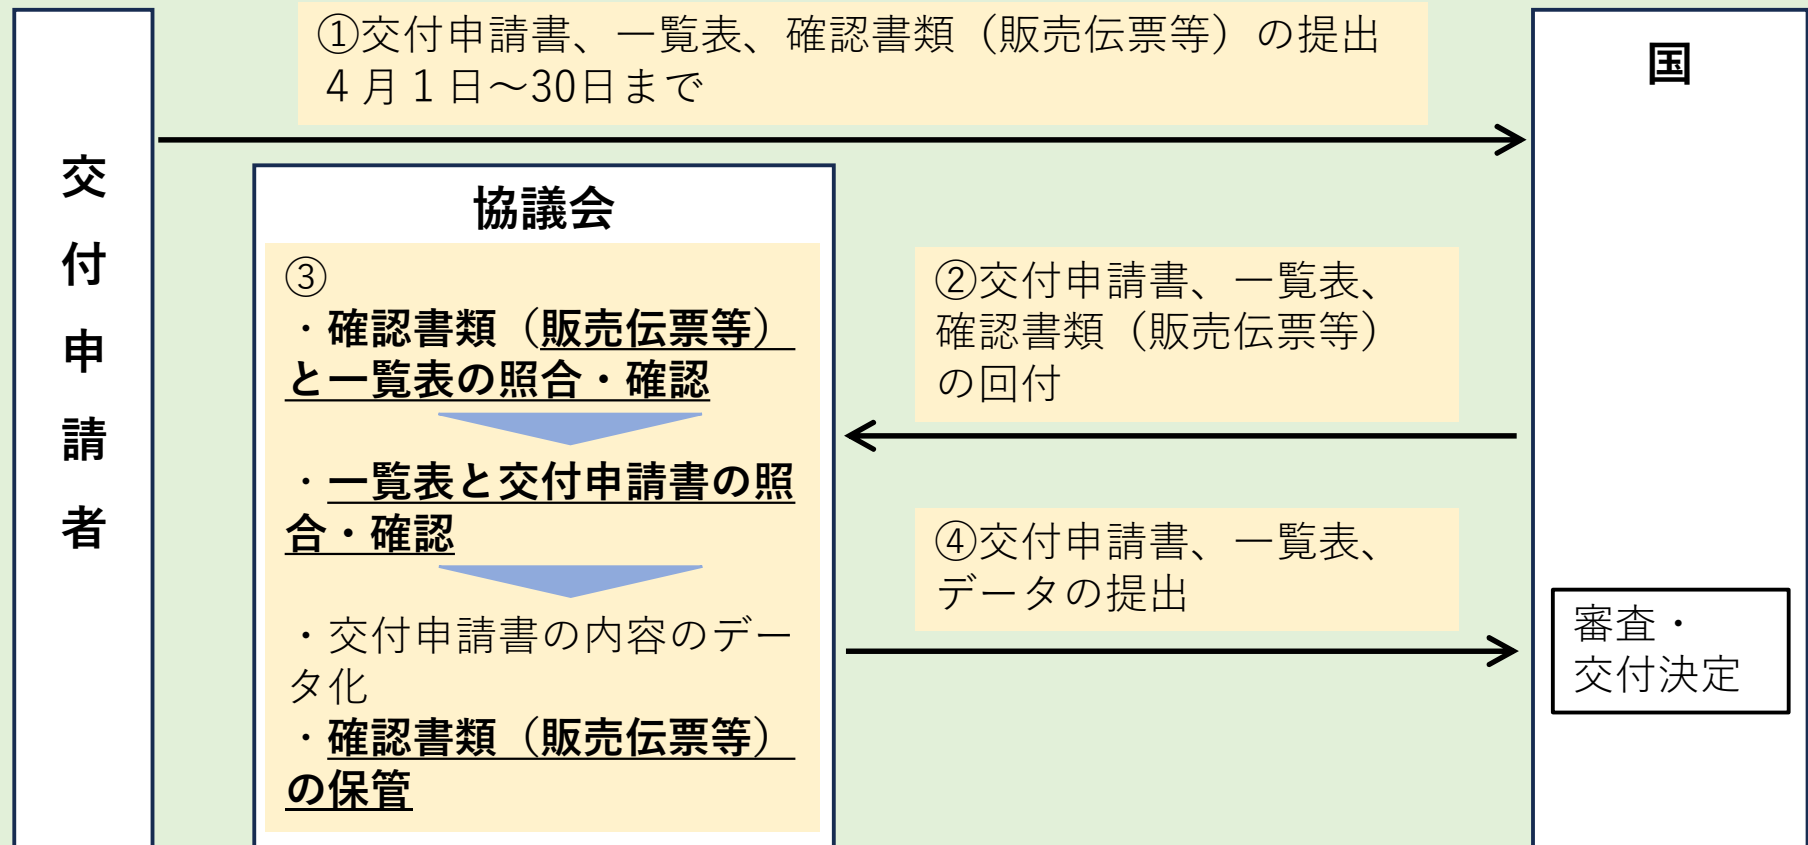 ①交付申請書、一覧表、確認書類（販売伝票等）の提出
４月１日～30日まで
国
交付申請者
協議会
③
・確認書類（販売伝票等）
と一覧表の照合・確認
・一覧表と交付申請書の照
合・確認
・交付申請書の内容のデー
タ化
・確認書類（販売伝票等）
の保管
②交付申請書、一覧表、
確認書類（販売伝票等）
の回付
④交付申請書、一覧表、
データの提出
審査・
交付決定